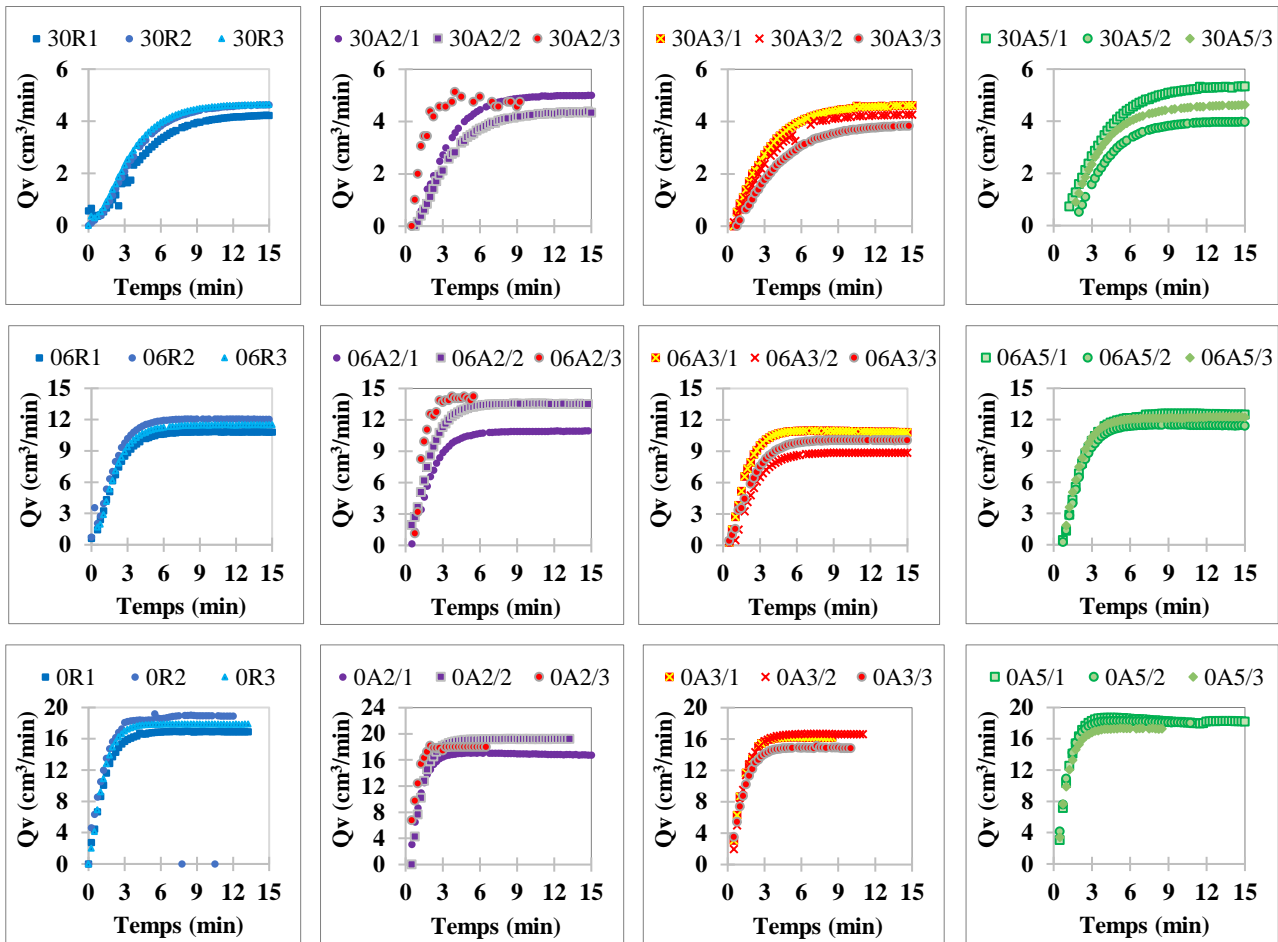 30R1 30R2 30R3
6
4
2
0
Qv (cm³/min)
0 3 6 9 12 15
Temps (min)
30A2/1 30A2/2 30A2/3
6
4
2
0
Qv (cm³/min)
0 3 6 9 12 15
Temps (min)
30A3/1 30A3/2 30A3/3
6
4
2
0
Qv (cm³/min)
0 3 6 9 12 15
Temps (min)
30A5/1 30A5/2 30A5/3
6
4
2
0
Qv (cm³/min)
0 3 6 9 12 15
Temps (min)
06R1 06R2 06R3
15
12
9
6
3
0
Qv (cm³/min)
0 3 6 9 12 15
Temps (min)
06A2/1 06A2/2 06A2/3
15
12
9
6
3
0
Qv (cm³/min)
0 3 6 9 12 15
Temps (min)
06A3/1 06A3/2 06A3/3
15
12
9
6
3
0
Qv (cm³/min)
0 3 6 9 12 15
Temps (min)
06A5/1 06A5/2 06A5/3
15
12
9
6
3
0
Qv (cm³/min)
0 3 6 9 12 15
Temps (min)
0R1 0R2 0R3
20
16
12
8
4
0
Qv (cm³/min)
0 3 6 9 12 15
Temps (min)
0A2/1 0A2/2 0A2/3
24
20
16
12
8
4
0
Qv (cm³/min)
0 3 6 9 12 15
Temps (min)
0A3/1 0A3/2 0A3/3
20
16
12
8
4
0
Qv (cm³/min)
0 3 6 9 12 15
Temps (min)
0A5/1 0A5/2 0A5/3
20
16
12
8
4
0
Qv (cm³/min)
0 3 6 9 12 15
Temps (min)